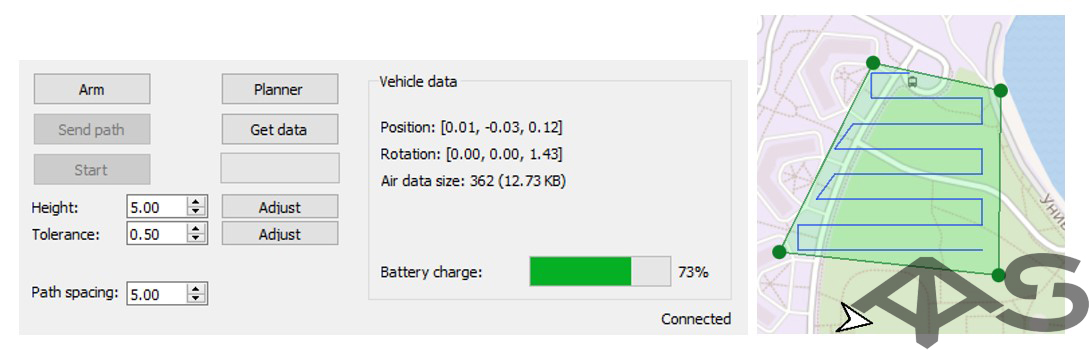 Arm
Planner
Send path
Get data
Start
Height:
5.00
Adjust
Tolerance:
0.50
Adjust
Path spacing:
5.00
Vehicle data
Position: [0.01, -0.03, 0.12]
Rotation: [0.00, 0.00, 1.43]
Air data size: 362 (12.73 KB)
Battery charge:
73%
Connected